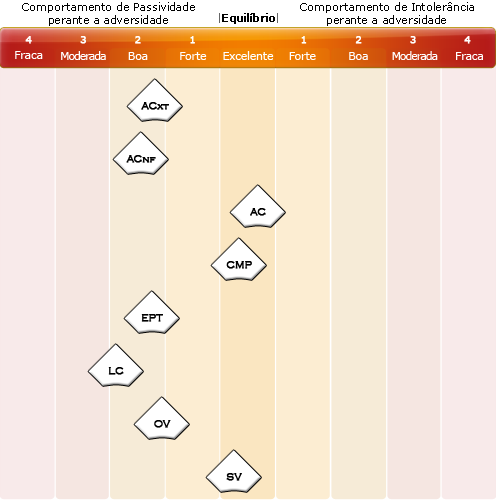 Comportamento de Passividade
perante a adversidade
|Equilíbrio|
Comportamento de Intolerância
perante a adversidade
4 3 2 1 1 2 3 4
Fraca Moderada Boa Forte Excelente Forte Boa Moderada Fraca
ACXT
ACNF
AC
CMP
EPT
LC
OV
SV